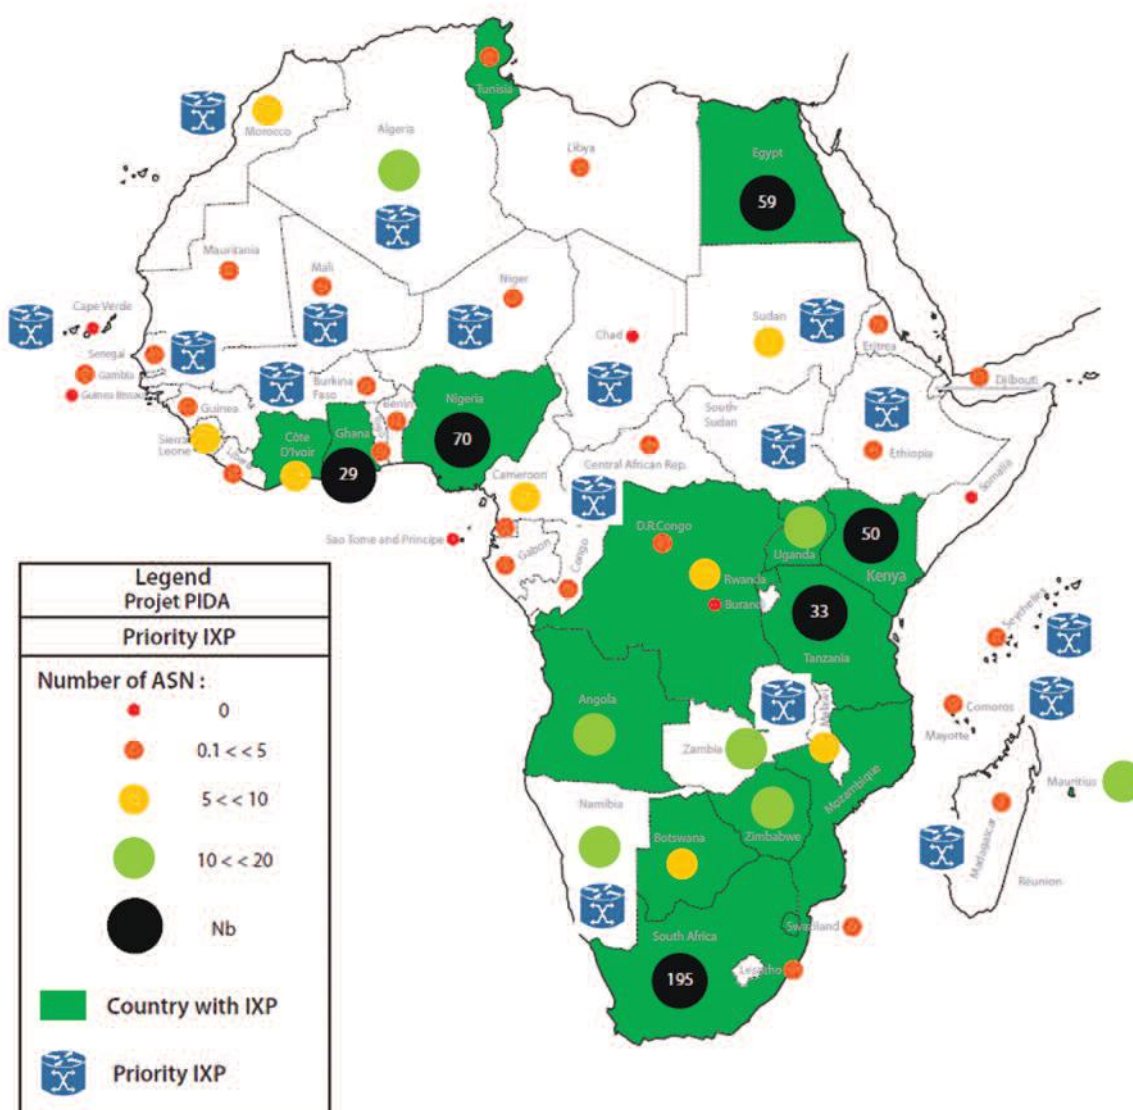 Tunisia
Morocco
Algeria
Libya
Egypt
59
Mauritania
Mali
Niger
Cape Verde
Chad
Sudan
Eritrea
Senegal
Gambia
Guinea Bissau
Djibouti
Burkina
Faso
Benin
Nigeria
70
South
Sudan
Guinea
Sierra
Leone
Côte
D'Ivoir
Ghana
29
Liberia
Cameroon
Central African Rep.
Ethiopia
Somalia
Sao Tome and Principe
Gabon
Congo
D.R.Congo
Uganda
50
Kenya
Rwanda
Burandi
33
Tanzania
Seychelles
Angola
Zambia
Malawi
Comoros
Mayotte
Mozambique
Mauritius
Namibia
Botswana
Zimbabwe
Madagascar
Réunion
South Africa
Swaziland
195
Lesotho
Legend
Projet PIDA
Priority IXP
Number of ASN :
0
0.1 < < 5
5 < < 10
10 < < 20
Nb
Country with IXP
Priority IXP